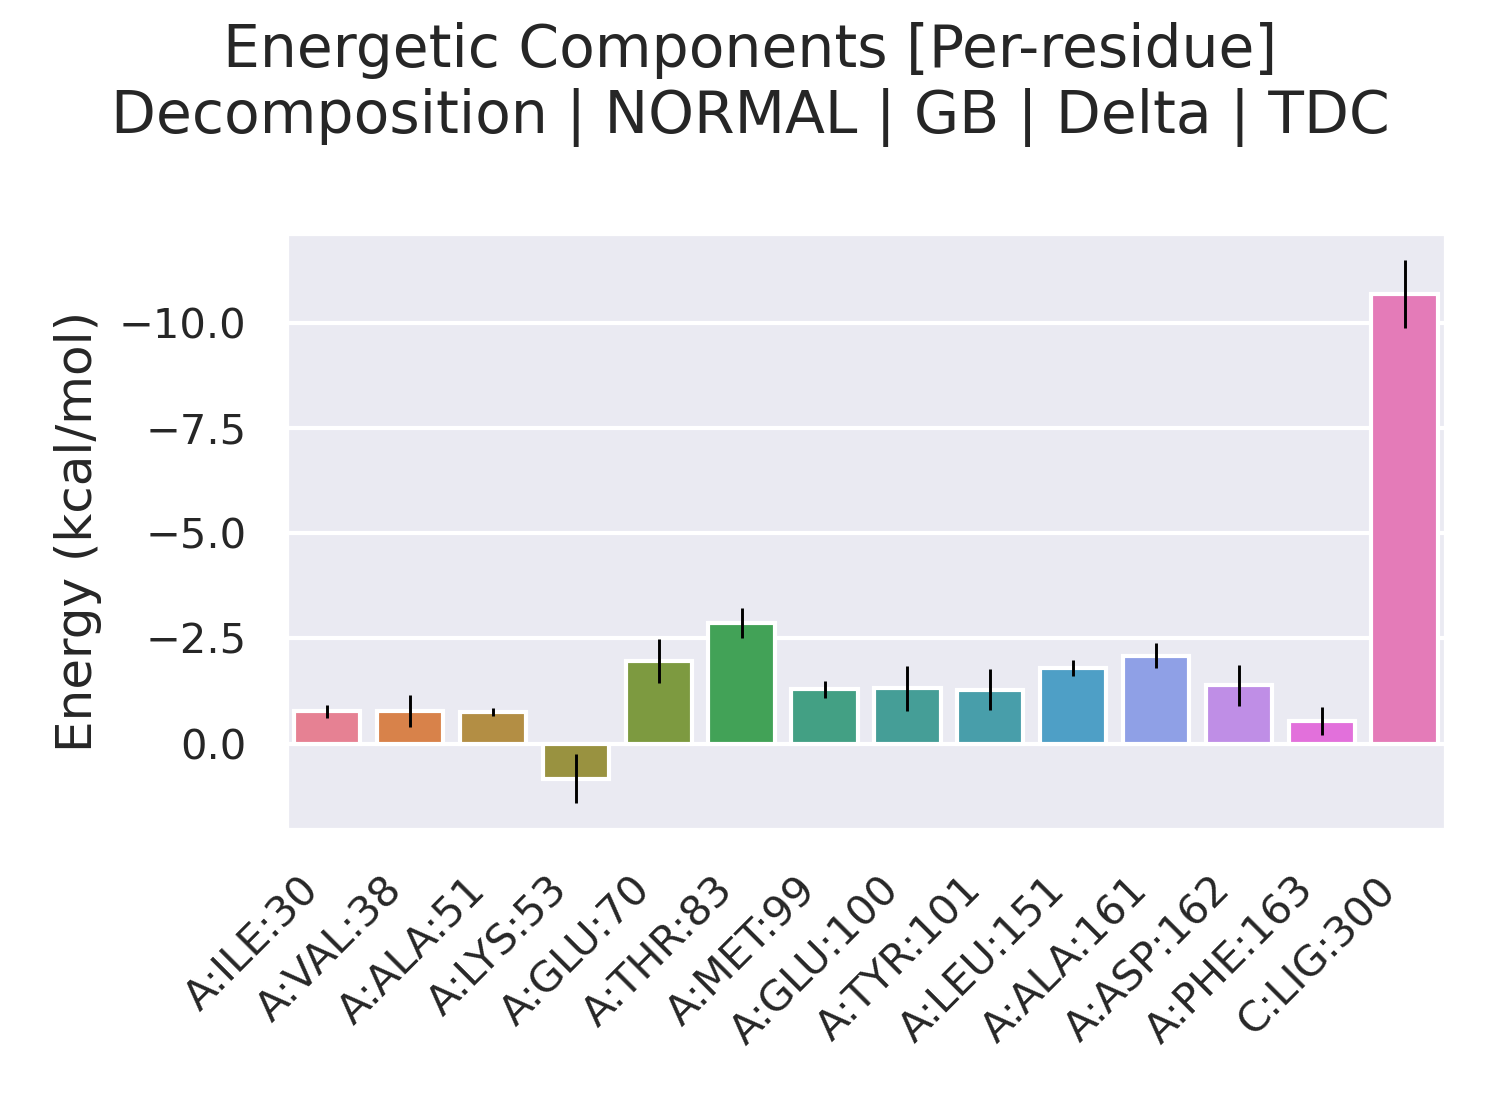 Energetic Components [Per-residue]
Decomposition | NORMAL | GB | Delta | TDC
Energy (kcal/mol)
−10.0
−7.5
−5.0
−2.5
0.0
A:ILE:30
A:VAL:38
A:ALA:51
A:LYS:53
A:GLU:70
A:THR:83
A:MET:99
A:GLU:100
A:TYR:101
A:LEU:151
A:ALA:161
A:ASP:162
A:PHE:163
C:LIG:300